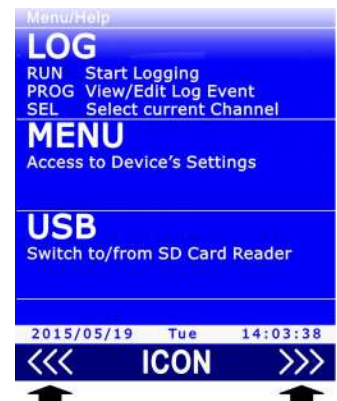 Menu/Help
LOG
RUN Start Logging
PROG View/Edit Log Event
SEL Select current Channel
MENU
Access to Device's Settings
USB
Switch to/from SD Card Reader
2015/05/19 Tue 14:03:38
<<< ICON >>>